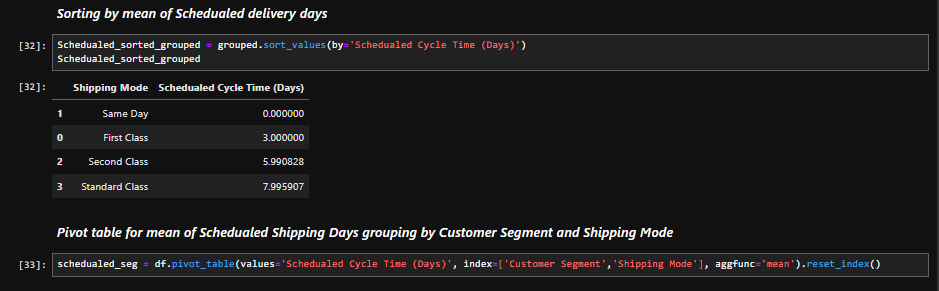 Sorting by mean of Schedualed delivery days
[32]: Schedualed_sorted_grouped = grouped.sort_values(by='Schedualed Cycle Time (Days)')
Schedualed_sorted_grouped
[32]: Shipping Mode Schedualed Cycle Time (Days)
1 Same Day 0.000000
0 First Class 3.000000
2 Second Class 5.990828
3 Standard Class 7.995907
Pivot table for mean of Schedualed Shipping Days grouping by Customer Segment and Shipping Mode
[33]: schedualed_seg = df.pivot_table(values='Schedualed Cycle Time (Days)', index=['Customer Segment','Shipping Mode'], aggfunc='mean').reset_index()